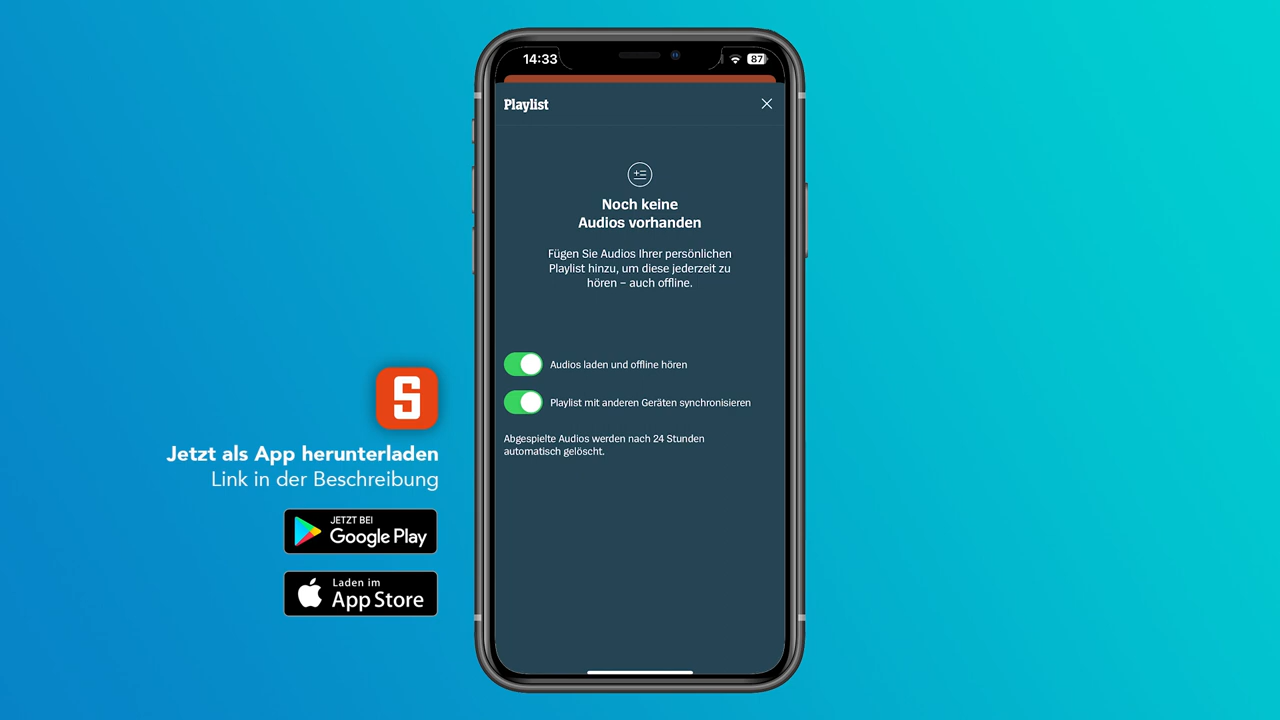 14:33
87
Playlist
Noch keine
Audios vorhanden
Fügen Sie Audios Ihrer persönlichen
Playlist hinzu, um diese jederzeit zu
hören – auch offline.
Audios laden und offline hören
Playlist mit anderen Geräten synchronisieren
Abgespielte Audios werden nach 24 Stunden
automatisch gelöscht.
S
Jetzt als App herunterladen
Link in der Beschreibung
JETZT BEI
Google Play
Laden im
App Store